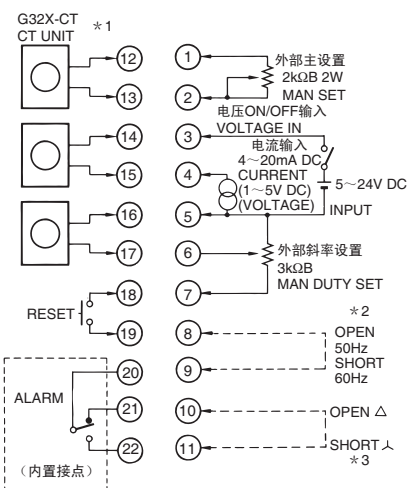 G32X-CT
CT UNIT
*1
12
13
14
15
16
17
RESET
18
19
ALARM
20
21
22
（内置接点）
1
2
外部主设置
2kΩB 2W
MAN SET
电压ON/OFF输入
VOLTAGE IN
3
电流输入
4～20mA DC
CURRENT
(1～5V DC)
(VOLTAGE)
4
5～24V DC
5
INPUT
6
外部斜率设置
3kΩB
MAN DUTY SET
7
*2
8
OPEN
50Hz
SHORT
60Hz
9
10
OPEN △
11
SHORT 人
*3